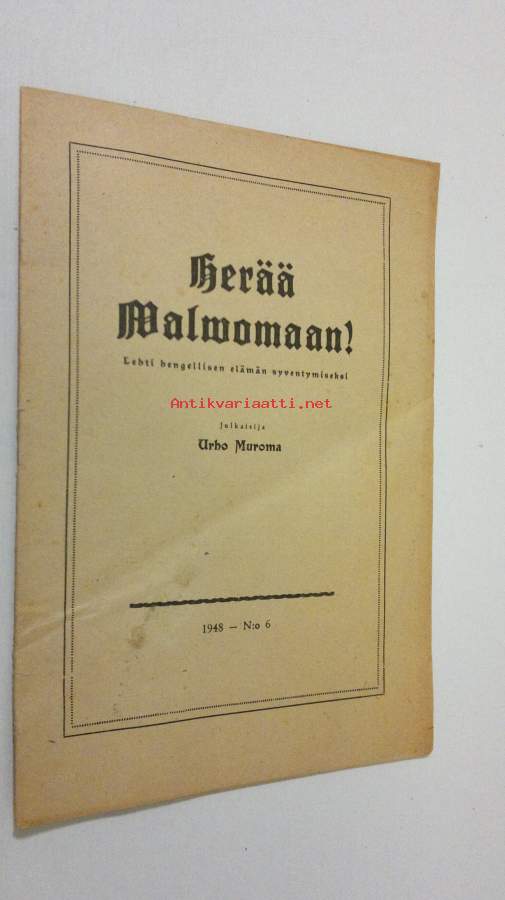 Herää
Walwomaan!
Lehti hengellisen elämän syventymiseksi
Antikvariaatti.net
Julkaisija
Urho Muroma
1948 — N:o 6